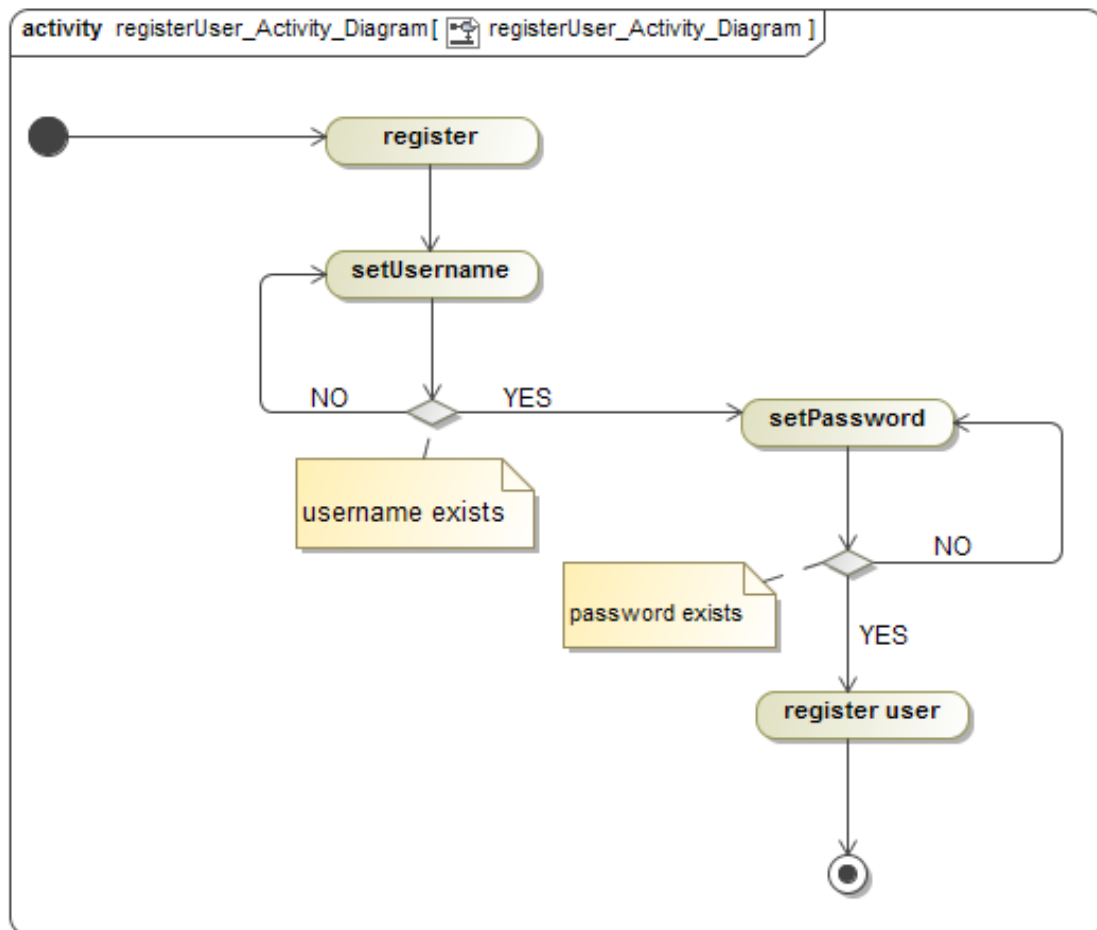 activity registerUser_Activity_Diagram[ registerUser_Activity_Diagram ]
register
setUsername
NO
YES
setPassword
username exists
NO
password exists
YES
register user